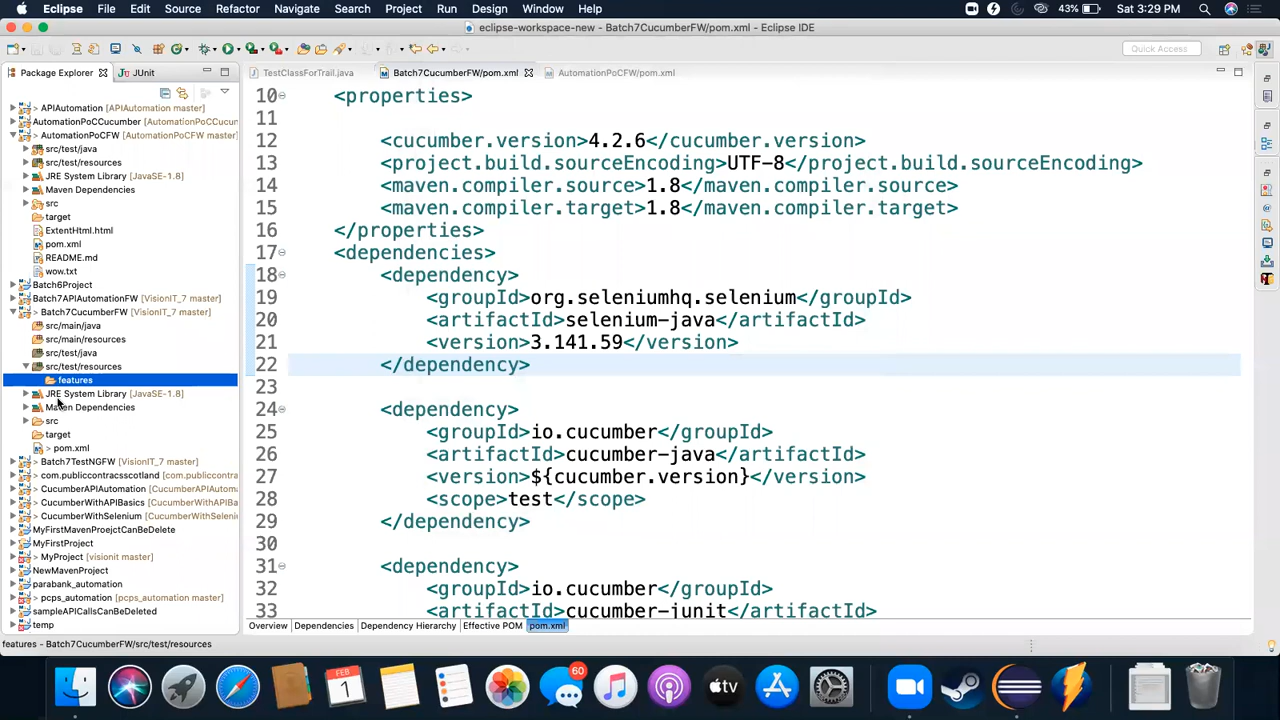 Eclipse File Edit Source Refactor Navigate Search Project Run Design Window Help 43% Sat 3:29 PM
eclipse-workspace-new - Batch7CucumberFW/pom.xml - Eclipse IDE
Quick Access
Package Explorer JUnit
TestClassForTrail.java Batch7CucumberFW/pom.xml AutomationPoCFW/pom.xml
> APIAutomation [APIAutomation master]
AutomationPoCCucumber [AutomationPoCCucu
> AutomationPoCFW [AutomationPoCFW master]
src/test/java
src/test/resources
JRE System Library [JavaSE-1.8]
Maven Dependencies
src
target
ExtentHtml.html
pom.xml
README.md
wow.txt
Batch6Project
> Batch7APIAutomationFW [VisionIT_7 master]
> Batch7CucumberFW [VisionIT_7 master]
src/main/java
src/main/resources
src/test/java
src/test/resources
features
JRE System Library [JavaSE-1.8]
Maven Dependencies
src
target
> pom.xml
> Batch7TestNGFW [VisionIT_7 master]
> com.publiccontracsscotland [com.publiccontra
> CucumberAPIAutomation [CucumberAPIAutoma
> CucumberWithAPIBasics [CucumberWithAPIBa
> CucumberWithSelenium [CucumberWithSeleni
MyFirstMavenProejctCanBeDelete
MyFirstProject
> MyProject [visionit master]
NewMavenProject
parabank_automation
> pcps_automation [pcps_automation master]
sampleAPICallsCanBeDeleted
temp
10 <properties>
11
12 <cucumber.version>4.2.6</cucumber.version>
13 <project.build.sourceEncoding>UTF-8</project.build.sourceEncoding>
14 <maven.compiler.source>1.8</maven.compiler.source>
15 <maven.compiler.target>1.8</maven.compiler.target>
16 </properties>
17 <dependencies>
18 <dependency>
19 <groupId>org.seleniumhq.selenium</groupId>
20 <artifactId>selenium-java</artifactId>
21 <version>3.141.59</version>
22 </dependency>
23
24 <dependency>
25 <groupId>io.cucumber</groupId>
26 <artifactId>cucumber-java</artifactId>
27 <version>${cucumber.version}</version>
28 <scope>test</scope>
29 </dependency>
30
31 <dependency>
32 <groupId>io.cucumber</groupId>
33 <artifactId>cucumber-junit</artifactId>
Overview Dependencies Dependency Hierarchy Effective POM pom.xml
features - Batch7CucumberFW/src/test/resources
FEB
1
60
tv